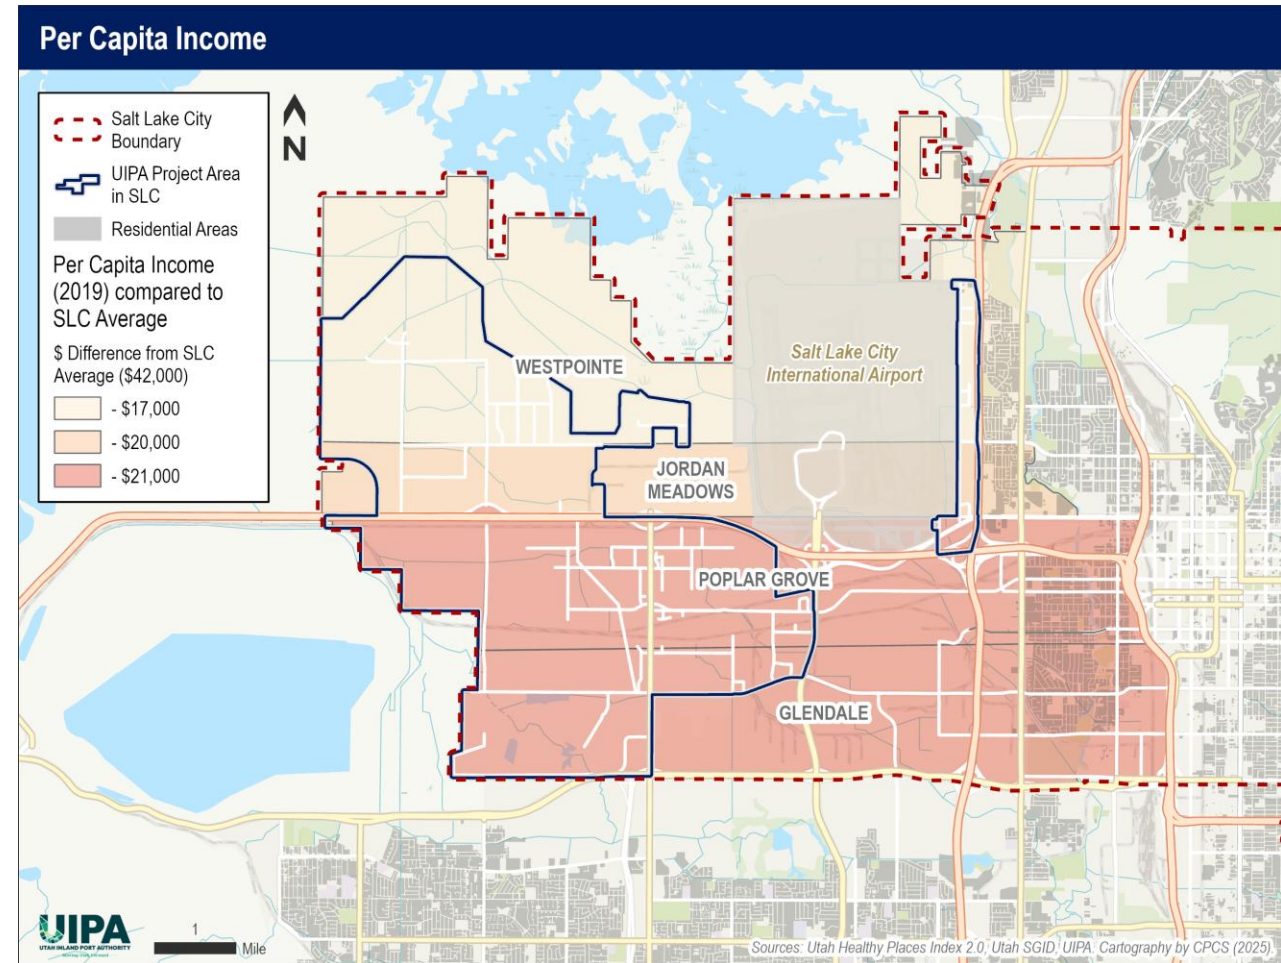 Per Capita Income
Salt Lake City
Boundary
UIPA Project Area
in SLC
Residential Areas
Per Capita Income
(2019) compared to
SLC Average
$ Difference from SLC
Average ($42,000)
- $17,000
- $20,000
- $21,000
N
WESTPOINTE
Salt Lake City
International Airport
JORDAN
MEADOWS
POPLAR GROVE
GLENDALE
UIPA
UTAH INLAND PORT AUTHORITY
1
Mile
Sources: Utah Healthy Places Index 2.0, Utah SGID, UIPA. Cartography by CPCS (2025).